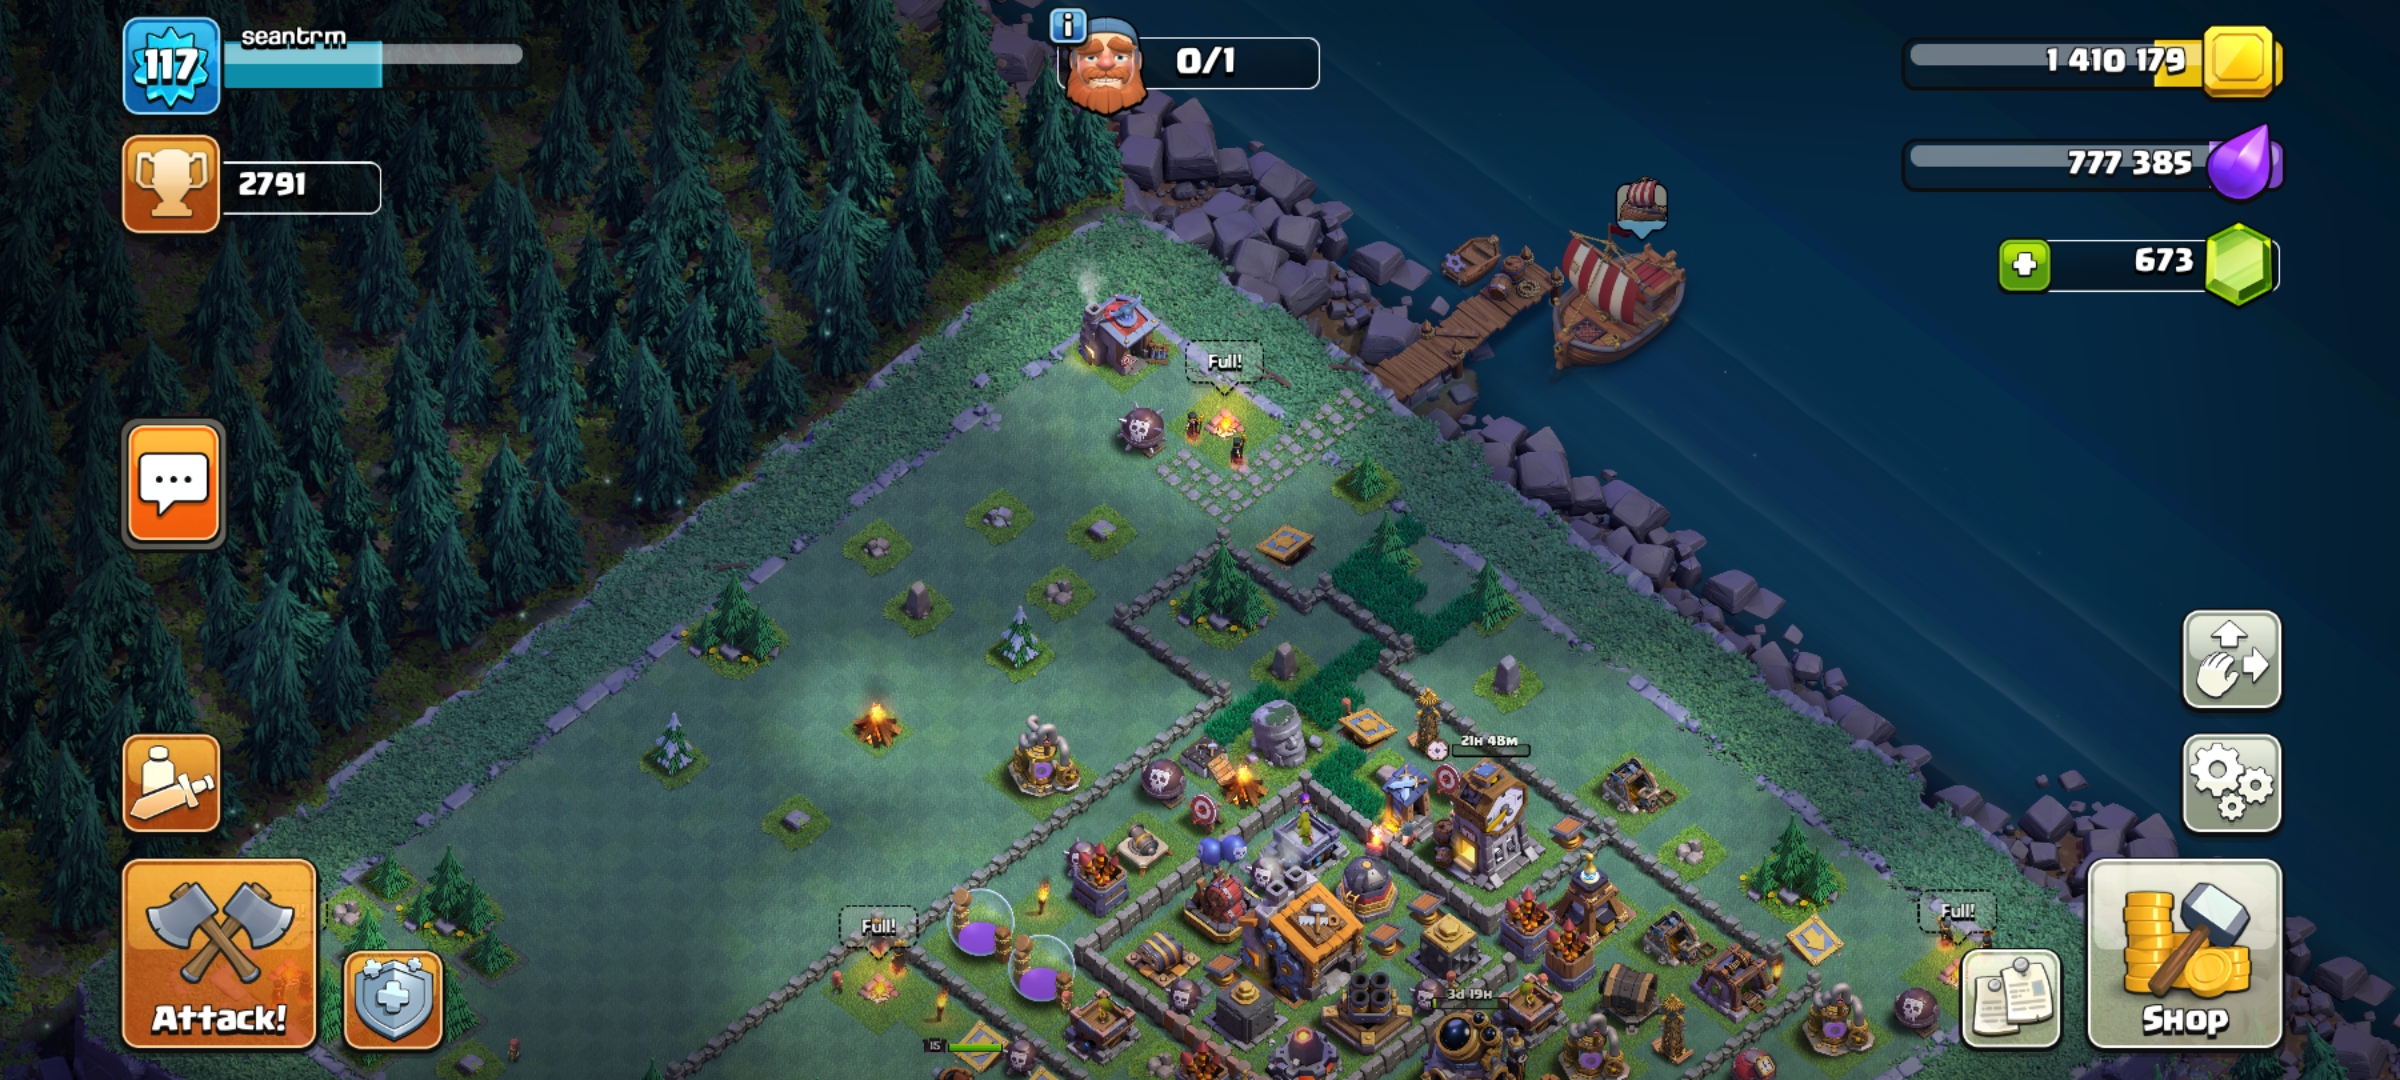 117
seantrm
i
0/1
1 410 179
2791
777 385
673
Full!
21H 48M
Full!
Full!
3d 19H
15
Attack!
Shop